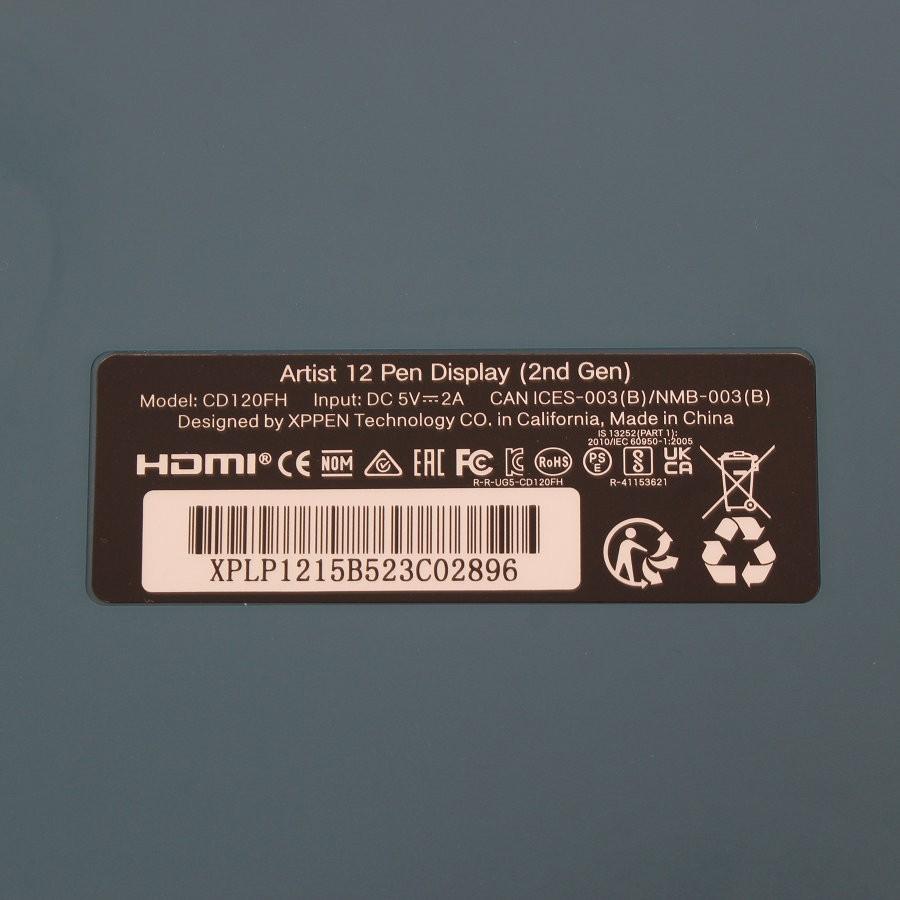 Artist 12 Pen Display (2nd Gen)
Model: CD120FH Input: DC 5V⎓2A CAN ICES-003(B)/NMB-003(B)
Designed by XPPEN Technology CO. in California, Made in China
IS 13252(PART 1):
2010/IEC 60950-1:2005
HDMI® CE NOM EAC FC RoHS PS E S UK CA
R-R-UG5-CD120FH R-41153621
XPLP1215B523C02896